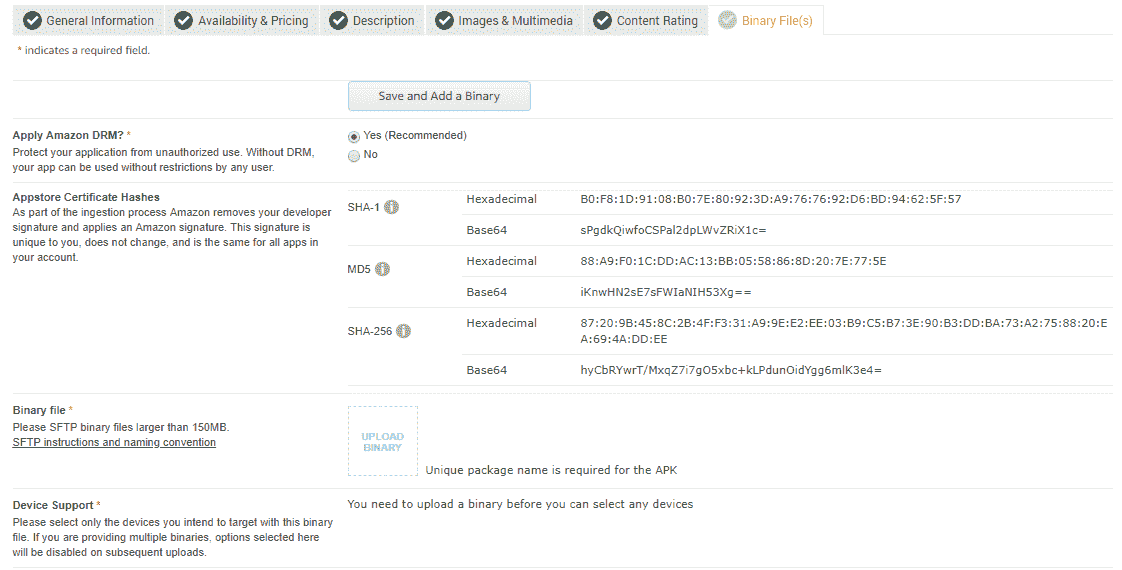 General Information Availability & Pricing Description Images & Multimedia Content Rating Binary File(s)
* indicates a required field.
Save and Add a Binary
Apply Amazon DRM? *
Protect your application from unauthorized use. Without DRM,
your app can be used without restrictions by any user.
Yes (Recommended)
No
Appstore Certificate Hashes
As part of the ingestion process Amazon removes your developer
signature and applies an Amazon signature. This signature is
unique to you, does not change, and is the same for all apps in
your account.
SHA-1
Hexadecimal B0:F8:1D:91:08:B0:7E:80:92:3D:A9:76:76:92:D6:BD:94:62:5F:57
Base64 sPgdkQiwfoCSPal2dpLWvZRiX1c=
MD5
Hexadecimal 88:A9:F0:1C:DD:AC:13:BB:05:58:86:8D:20:7E:77:5E
Base64 iKnwHN2sE7sFWIaNIH53Xg==
SHA-256
Hexadecimal 87:20:9B:45:8C:2B:4F:F3:31:A9:9E:E2:EE:03:B9:C5:B7:3E:90:B3:DD:BA:73:A2:75:88:20:E
A:69:4A:DD:EE
Base64 hyCbRYwrT/MxqZ7i7gO5xbc+kLPdunOidYgg6mlK3e4=
Binary file *
Please SFTP binary files larger than 150MB.
SFTP instructions and naming convention
UPLOAD
BINARY
Unique package name is required for the APK
Device Support *
Please select only the devices you intend to target with this binary
file. If you are providing multiple binaries, options selected here
will be disabled on subsequent uploads.
You need to upload a binary before you can select any devices